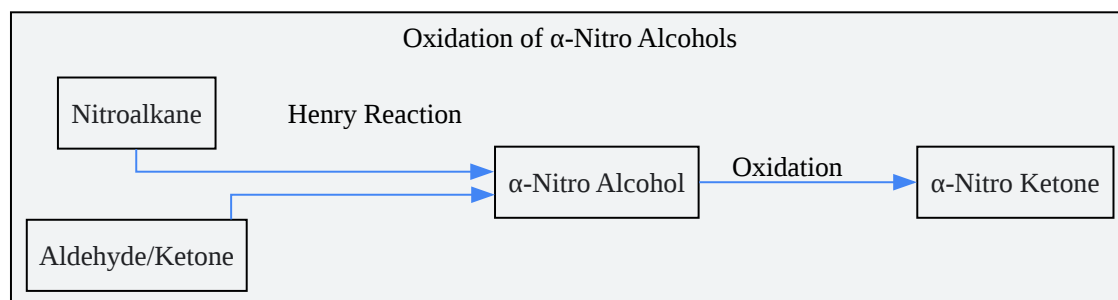 Oxidation of α-Nitro Alcohols
Nitroalkane
Henry Reaction
Aldehyde/Ketone
α-Nitro Alcohol
Oxidation
α-Nitro Ketone